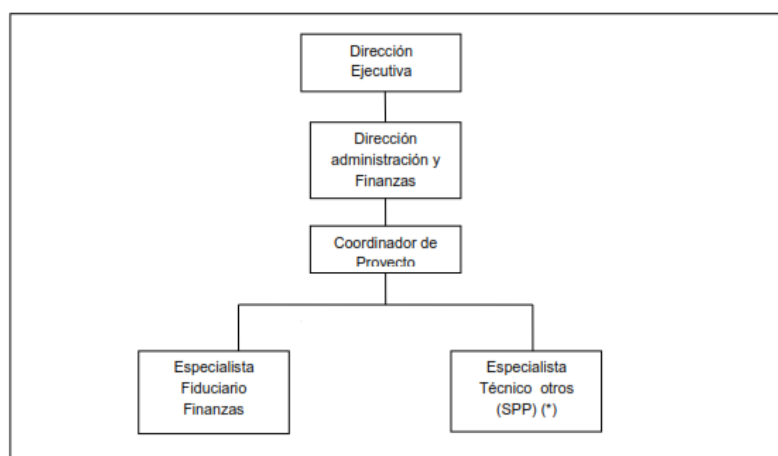 Dirección
Ejecutiva
Dirección
administración y
Finanzas
Coordinador de
Proyecto
Especialista
Fiduciario
Finanzas
Especialista
Técnico otros
(SPP) (*)